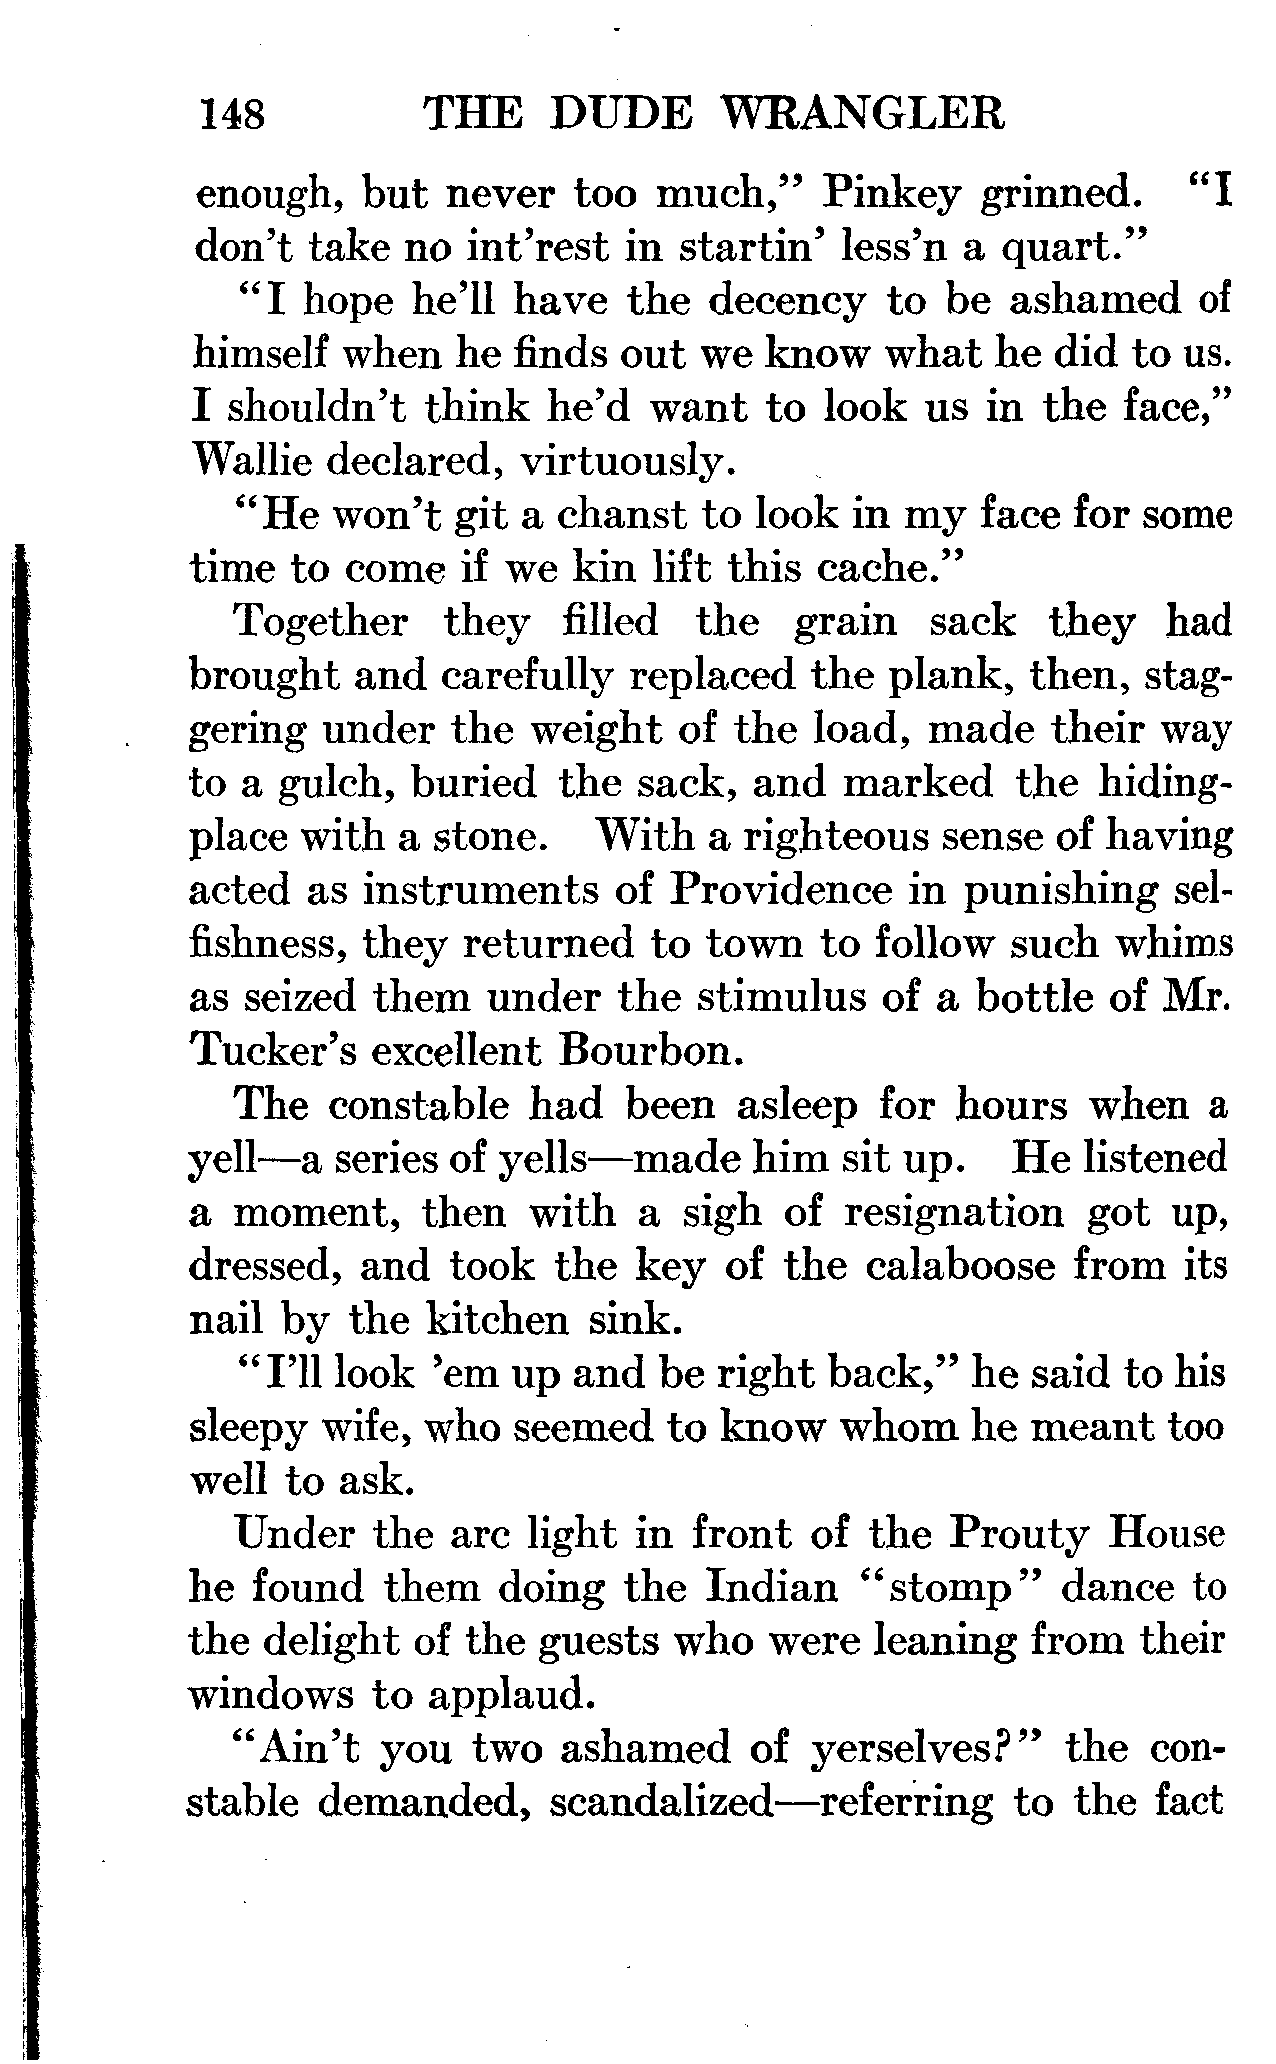 148 THE DUDE WRANGLER
enough, but never too much,” Pinkey grinned. “I
don’t take no int’rest in startin’ less’n a quart.”
“I hope he’ll have the decency to be ashamed of
himself when he finds out we know what he did to us.
I shouldn’t think he’d want to look us in the face,”
Wallie declared, virtuously.
“He won’t git a chanst to look in my face for some
time to come if we kin lift this cache.”
Together they filled the grain sack they had
brought and carefully replaced the plank, then, stag-
gering under the weight of the load, made their way
to a gulch, buried the sack, and marked the hiding-
place with a stone. With a righteous sense of having
acted as instruments of Providence in punishing sel-
fishness, they returned to town to follow such whims
as seized them under the stimulus of a bottle of Mr.
Tucker’s excellent Bourbon.
The constable had been asleep for hours when a
yell—a series of yells—made him sit up. He listened
a moment, then with a sigh of resignation got up,
dressed, and took the key of the calaboose from its
nail by the kitchen sink.
“I’ll look ’em up and be right back,” he said to his
sleepy wife, who seemed to know whom he meant too
well to ask.
Under the arc light in front of the Prouty House
he found them doing the Indian “stomp” dance to
the delight of the guests who were leaning from their
windows to applaud.
“Ain’t you two ashamed of yerselves?” the con-
stable demanded, scandalized—referring to the fact